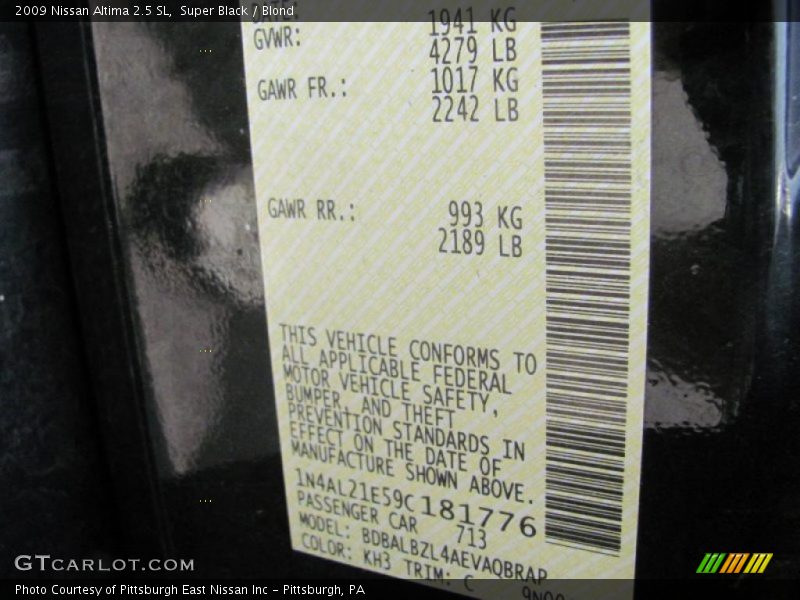 2009 Nissan Altima 2.5 SL,  Super Black / Blond
DATE:
GVWR: 1941 KG
4279 LB
GAWR FR.: 1017 KG
2242 LB
GAWR RR.: 993 KG
2189 LB
THIS VEHICLE CONFORMS TO
ALL APPLICABLE FEDERAL
MOTOR VEHICLE SAFETY,
BUMPER, AND THEFT
PREVENTION STANDARDS IN
EFFECT ON THE DATE OF
MANUFACTURE SHOWN ABOVE.
1N4AL21E59C181776
PASSENGER CAR 713
MODEL: BDBALBZL4AEVAQBRAP
COLOR: KH3 TRIM: C
GTCARLOT.COM
Photo Courtesy of Pittsburgh East Nissan Inc – Pittsburgh, PA